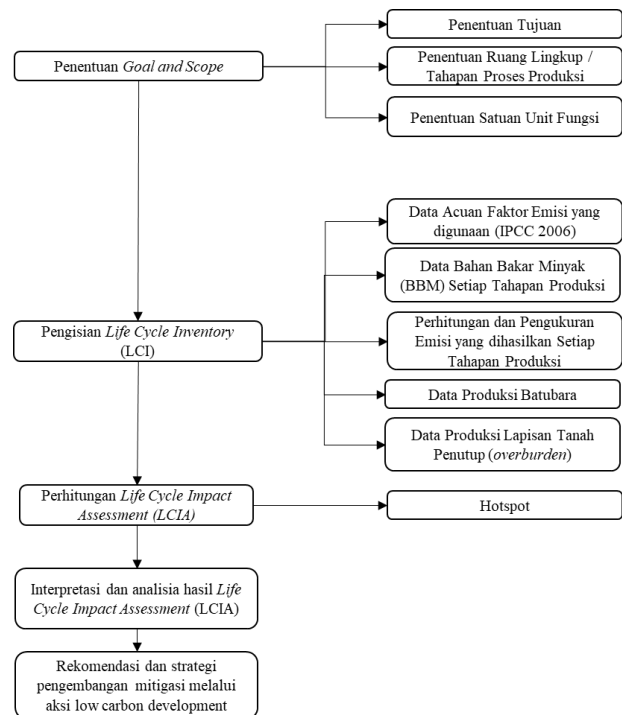 Penentuan Goal and Scope
Penentuan Tujuan
Penentuan Ruang Lingkup /
Tahapan Proses Produksi
Penentuan Satuan Unit Fungsi
Pengisian Life Cycle Inventory
(LCI)
Data Acuan Faktor Emisi yang
digunaan (IPCC 2006)
Data Bahan Bakar Minyak
(BBM) Setiap Tahapan Produksi
Perhitungan dan Pengukuran
Emisi yang dihasilkan Setiap
Tahapan Produksi
Data Produksi Batubara
Data Produksi Lapisan Tanah
Penutup (overburden)
Perhitungan Life Cycle Impact
Assessment (LCIA)
Hotspot
Interpretasi dan analisia hasil Life
Cycle Impact Assessment (LCIA)
Rekomendasi dan strategi
pengembangan mitigasi melalui
aksi low carbon development